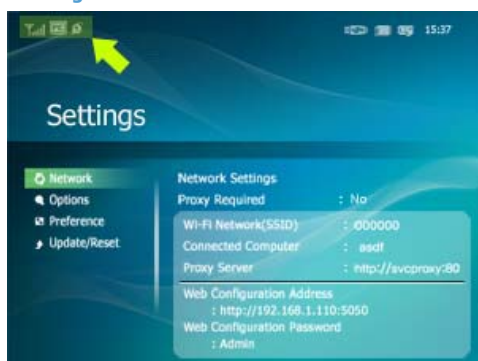 15:37
Settings
Network
Options
Preference
Update/Reset
Network Settings
Proxy Required : No
Wi-Fi Network(SSID) : 000000
Connected Computer : asdf
Proxy Server : http://svcproxy:80
Web Configuration Address
: http://192.168.1.110:5050
Web Configuration Password
: Admin